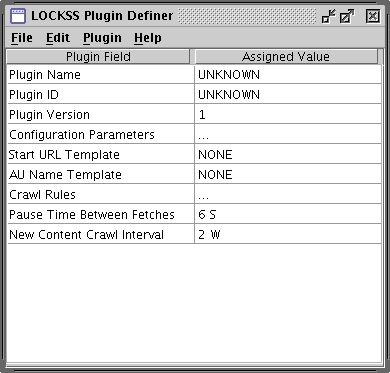 LOCKSS Plugin Definer
File Edit Plugin Help
Plugin Field Assigned Value
Plugin Name UNKNOWN
Plugin ID UNKNOWN
Plugin Version 1
Configuration Parameters ...
Start URL Template NONE
AU Name Template NONE
Crawl Rules ...
Pause Time Between Fetches 6 S
New Content Crawl Interval 2 W